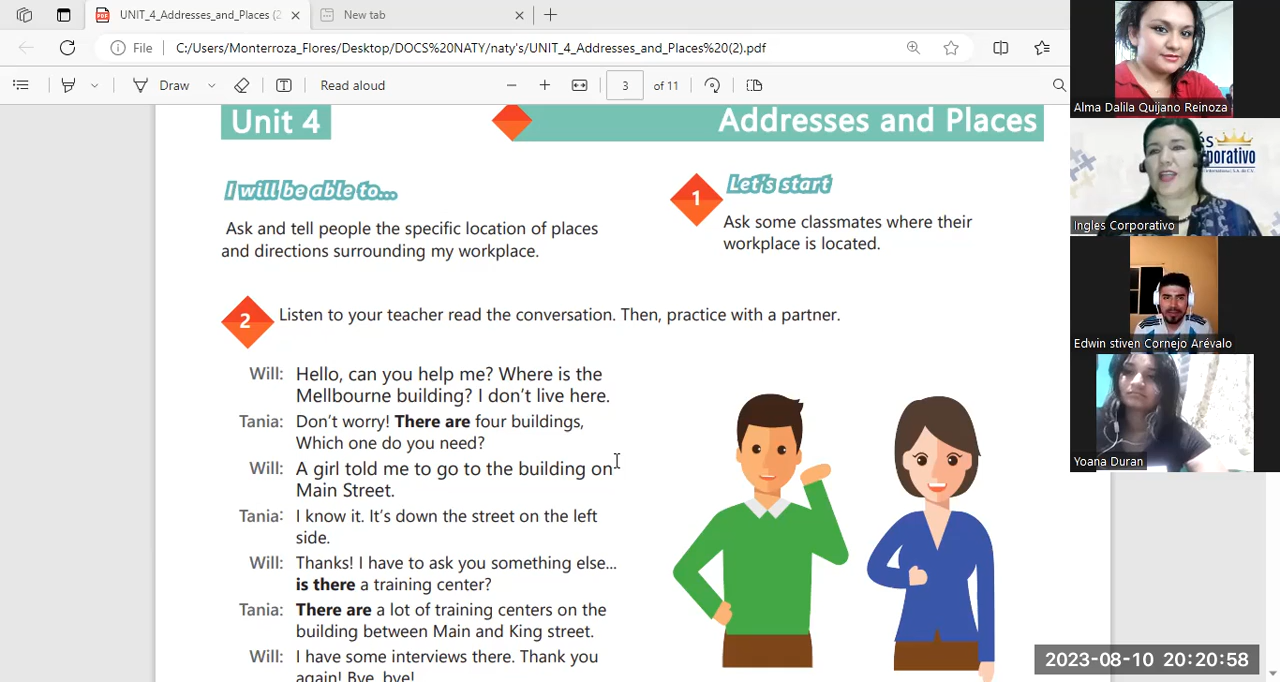 UNIT_4_Addresses_and_Places (2
New tab
File
C:/Users/Monterroza_Flores/Desktop/DOCS%20NATY/naty's/UNIT_4_Addresses_and_Places%20(2).pdf
Draw
Read aloud
3
of 11
Unit 4
Addresses and Places
I will be able to...
Ask and tell people the specific location of places
and directions surrounding my workplace.
1
Let's start
Ask some classmates where their
workplace is located.
2
Listen to your teacher read the conversation. Then, practice with a partner.
Will: Hello, can you help me? Where is the
Mellbourne building? I don't live here.
Tania: Don't worry! There are four buildings,
Which one do you need?
Will: A girl told me to go to the building on
Main Street.
Tania: I know it. It's down the street on the left
side.
Will: Thanks! I have to ask you something else...
is there a training center?
Tania: There are a lot of training centers on the
building between Main and King street.
Will: I have some interviews there. Thank you
again! Bye, bye!
Alma Dalila Quijano Reinoza
Ingles Corporativo
Edwin stiven Cornejo Arévalo
Yoana Duran
2023-08-10 20:20:58